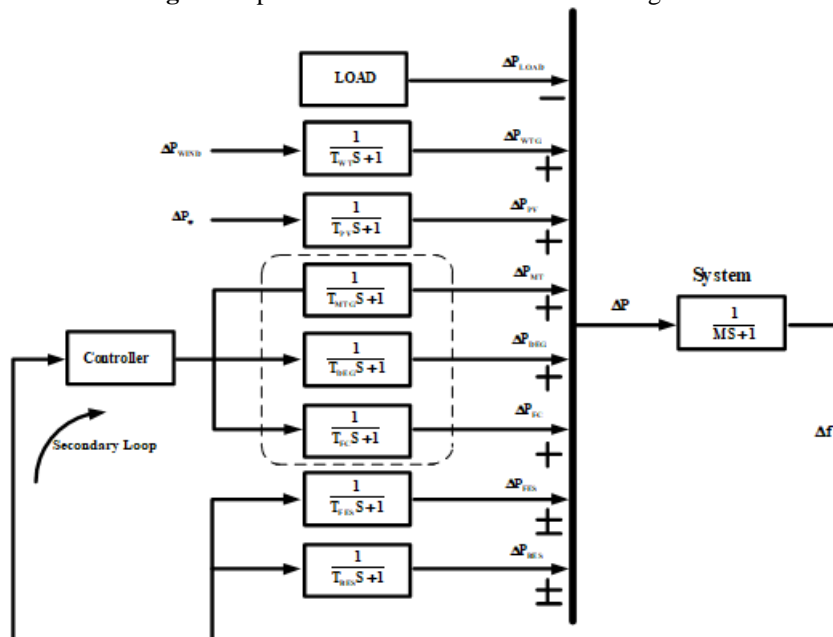 LOAD
ΔP_LOAD
−
ΔP_WIND
1
T_WT S+1
ΔP_WTG
+
1
T_PV S+1
ΔP_PV
+
1
T_MTG S+1
ΔP_MT
+
System
ΔP
1
MS+1
Controller
1
T_DEG S+1
ΔP_DEG
+
Secondary Loop
1
T_FC S+1
ΔP_FC
+
Δf
1
T_FES S+1
ΔP_FES
±
1
T_BES S+1
ΔP_BES
±